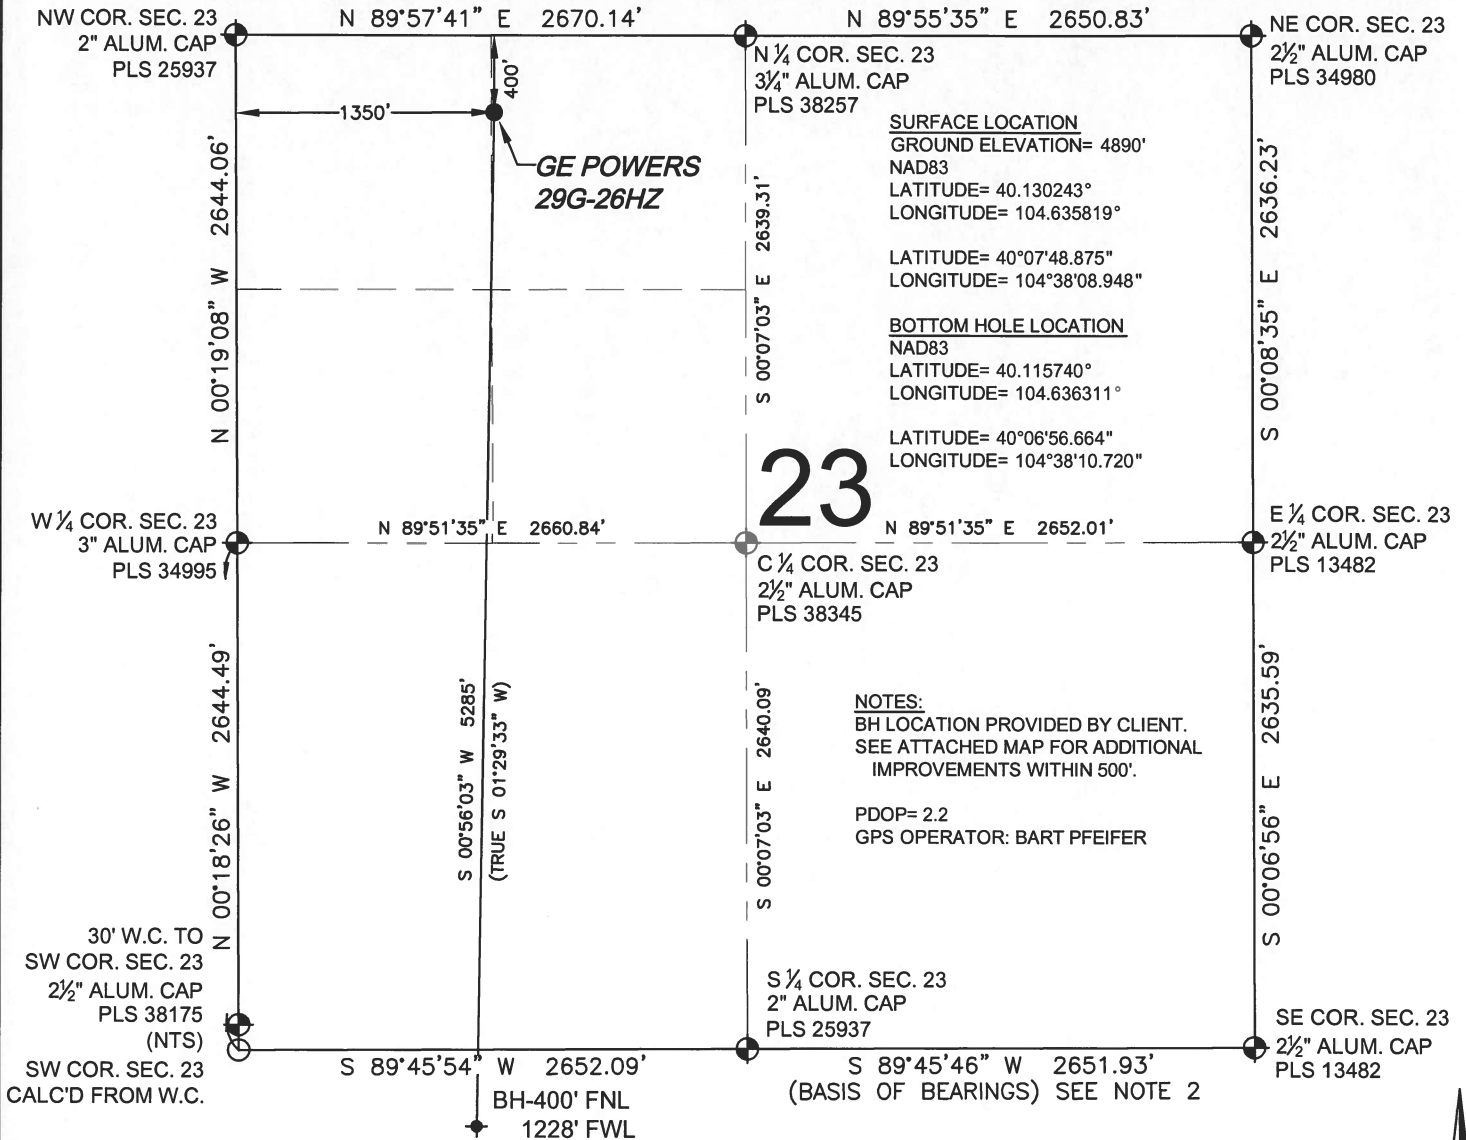 NW COR. SEC. 23
2" ALUM. CAP
PLS 25937
N 89°57'41" E 2670.14'
N 89°55'35" E 2650.83'
NE COR. SEC. 23
2½" ALUM. CAP
PLS 34980
N ¼ COR. SEC. 23
3¼" ALUM. CAP
PLS 38257
400'
1350'
GE POWERS
29G-26HZ
SURFACE LOCATION
GROUND ELEVATION= 4890'
NAD83
LATITUDE= 40.130243°
LONGITUDE= 104.635819°
LATITUDE= 40°07'48.875"
LONGITUDE= 104°38'08.948"
BOTTOM HOLE LOCATION
NAD83
LATITUDE= 40.115740°
LONGITUDE= 104.636311°
LATITUDE= 40°06'56.664"
LONGITUDE= 104°38'10.720"
N 00°19'08" W 2644.06'
S 00°07'03" E 2639.31'
S 00°08'35" E 2636.23'
23
W ¼ COR. SEC. 23
3" ALUM. CAP
PLS 34995
N 89°51'35" E 2660.84'
N 89°51'35" E 2652.01'
E ¼ COR. SEC. 23
2½" ALUM. CAP
PLS 13482
C ¼ COR. SEC. 23
2½" ALUM. CAP
PLS 38345
N 00°18'26" W 2644.49'
S 00°56'03" W 5285'
(TRUE S 01°29'33" W)
S 00°07'03" E 2640.09'
S 00°06'56" E 2635.59'
NOTES:
BH LOCATION PROVIDED BY CLIENT.
SEE ATTACHED MAP FOR ADDITIONAL
IMPROVEMENTS WITHIN 500'.
PDOP= 2.2
GPS OPERATOR: BART PFEIFER
30' W.C. TO
SW COR. SEC. 23
2½" ALUM. CAP
PLS 38175
(NTS)
SW COR. SEC. 23
CALC'D FROM W.C.
S ¼ COR. SEC. 23
2" ALUM. CAP
PLS 25937
SE COR. SEC. 23
2½" ALUM. CAP
PLS 13482
S 89°45'54" W 2652.09'
S 89°45'46" W 2651.93'
(BASIS OF BEARINGS) SEE NOTE 2
BH-400' FNL
1228' FWL